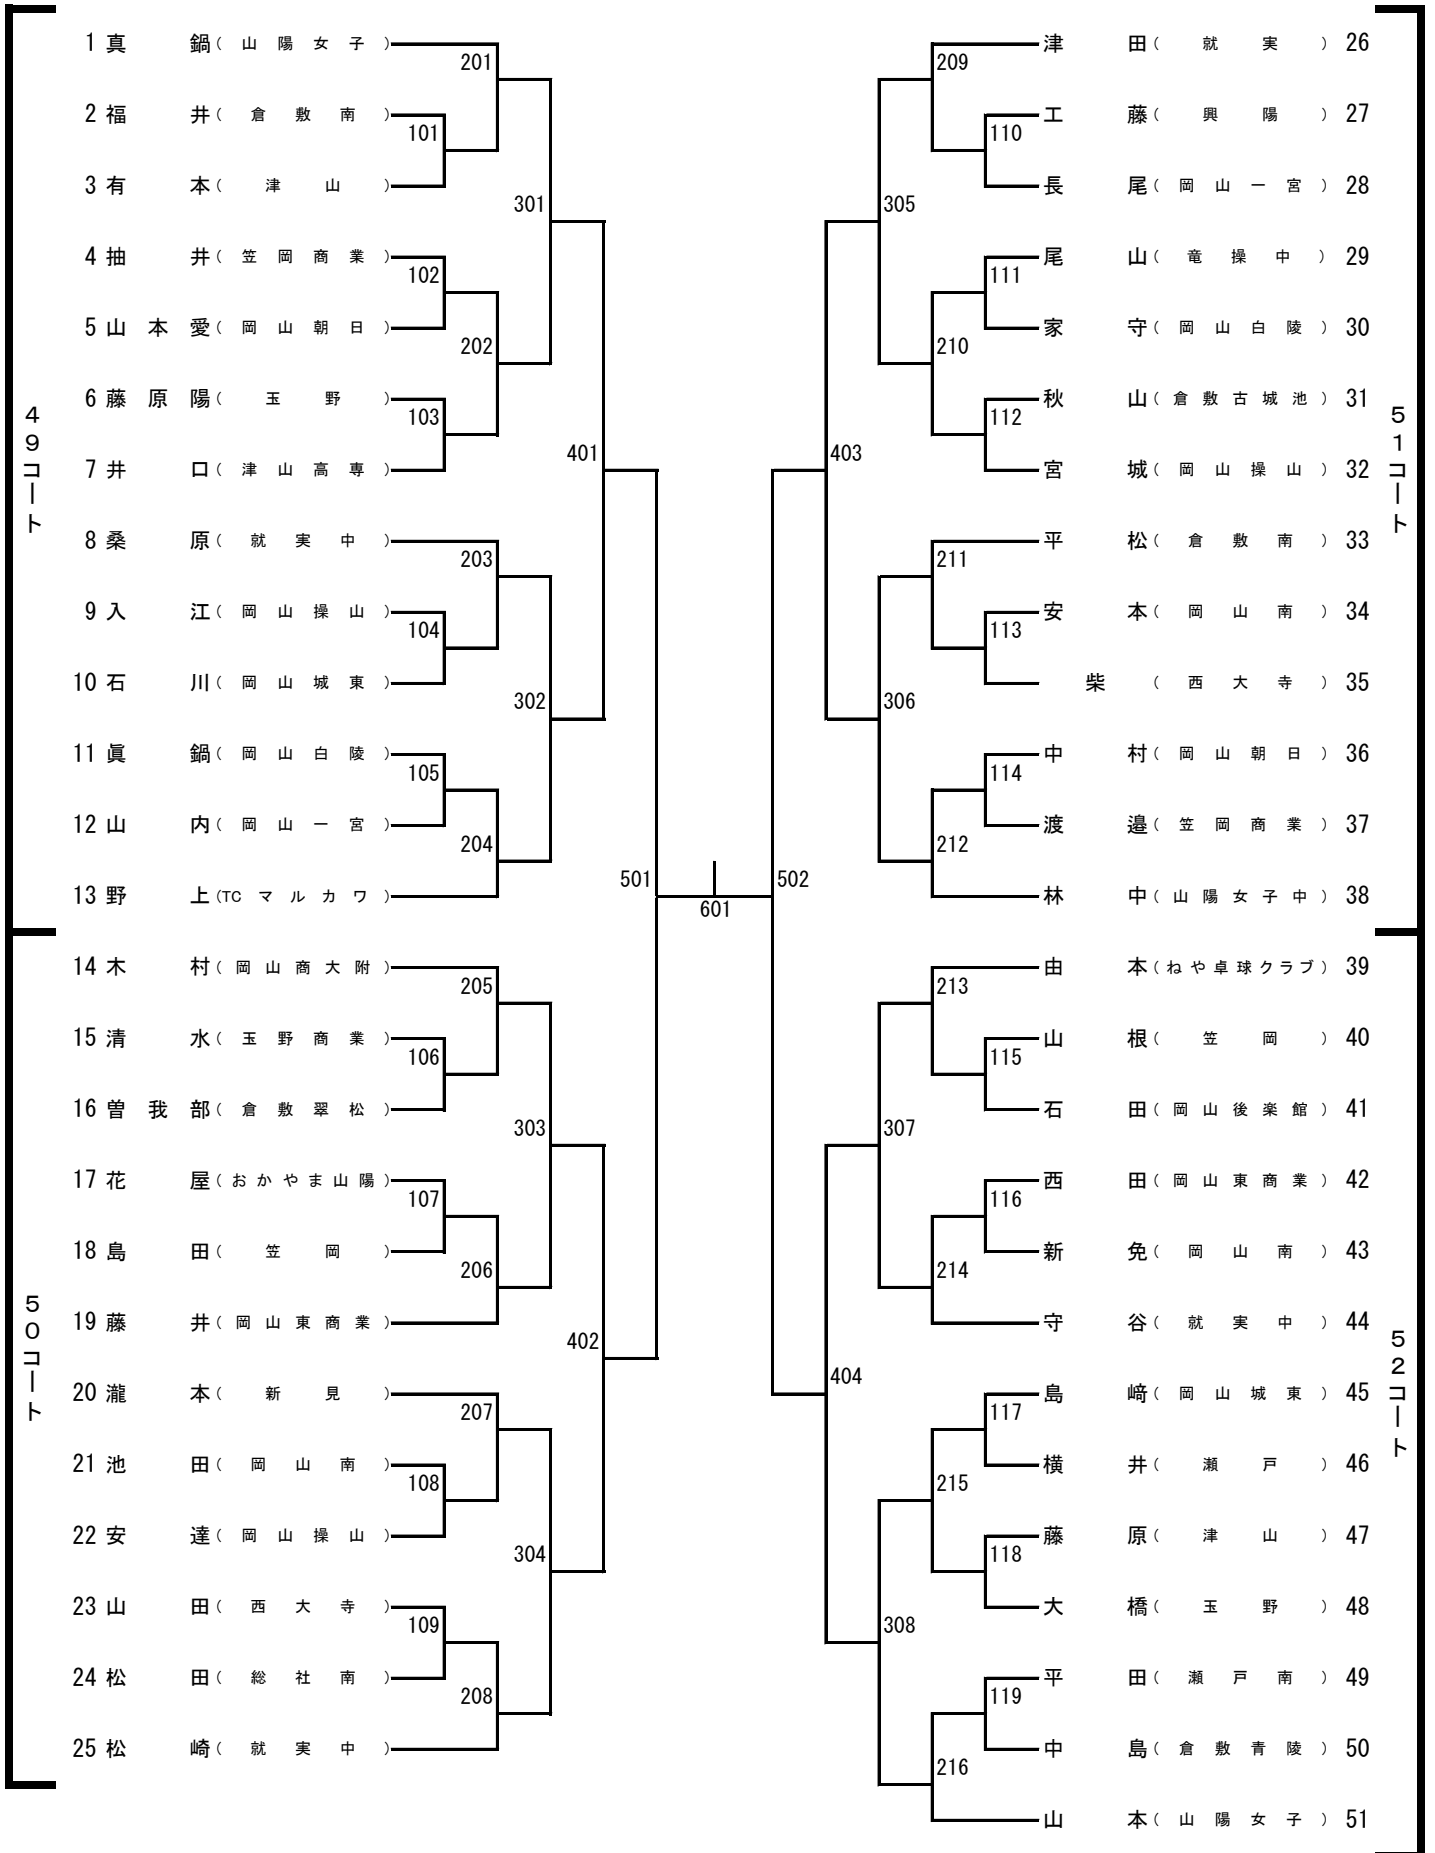 49コート
1 真鍋 (山陽女子)
2 福井 (倉敷南)
3 有本 (津山)
4 抽井 (笠岡商業)
5 山本愛 (岡山朝日)
6 藤原陽 (玉野)
7 井口 (津山高専)
8 桑原 (就実中)
9 入江 (岡山操山)
10 石川 (岡山城東)
11 眞鍋 (岡山白陵)
12 山内 (岡山一宮)
13 野上 (TCマルカワ)
50コート
14 木村 (岡山商大附)
15 清水 (玉野商業)
16 曽我部 (倉敷翠松)
17 花屋 (おかやま山陽)
18 島田 (笠岡)
19 藤井 (岡山東商業)
20 瀧本 (新見)
21 池田 (岡山南)
22 安達 (岡山操山)
23 山田 (西大寺)
24 松田 (総社南)
25 松崎 (就実中)
101
102
103
104
105
106
107
108
109
201
202
203
204
205
206
207
208
301
302
303
304
401
402
501
601
502
403
404
305
306
307
308
209
210
211
212
213
214
215
216
110
111
112
113
114
115
116
117
118
119
51コート
津田 (就実) 26
工藤 (興陽) 27
長尾 (岡山一宮) 28
尾山 (竜操中) 29
家守 (岡山白陵) 30
秋山 (倉敷古城池) 31
宮城 (岡山操山) 32
平松 (倉敷南) 33
安本 (岡山南) 34
柴 (西大寺) 35
中村 (岡山朝日) 36
渡邉 (笠岡商業) 37
林中 (山陽女子中) 38
52コート
由本 (ねや卓球クラブ) 39
山根 (笠岡) 40
石田 (岡山後楽館) 41
西田 (岡山東商業) 42
新免 (岡山南) 43
守谷 (就実中) 44
島﨑 (岡山城東) 45
横井 (瀬戸) 46
藤原 (津山) 47
大橋 (玉野) 48
平田 (瀬戸南) 49
中島 (倉敷青陵) 50
山本 (山陽女子) 51